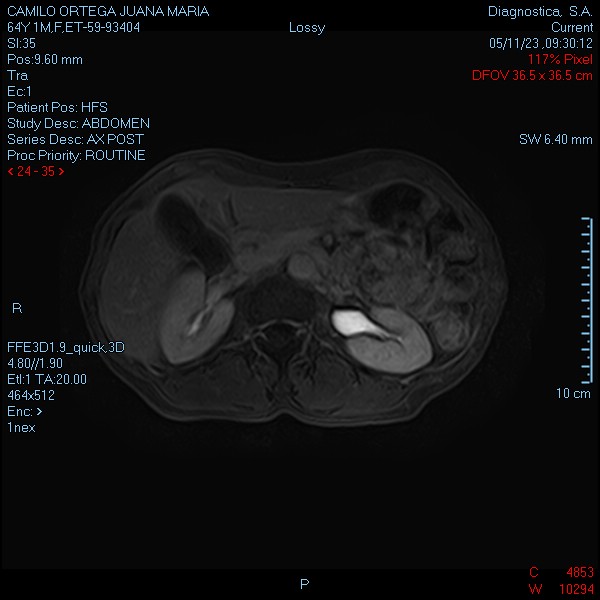 CAMILO ORTEGA JUANA MARIA
64Y 1M,F,ET-59-93404
Sl:35
Pos:9.60 mm
Tra
Ec:1
Patient Pos: HFS
Study Desc: ABDOMEN
Series Desc: AX POST
Proc Priority: ROUTINE
< 24 - 35 >
Lossy
Diagnostica, S.A.
Current
05/11/23 ,09:30:12
117% Pixel
DFOV 36.5 x 36.5 cm
SW 6.40 mm
R
FFE3D1.9_quick,3D
4.80//1.90
Etl:1 TA:20.00
464x512
Enc: >
1nex
10 cm
P
C 4853
W 10294